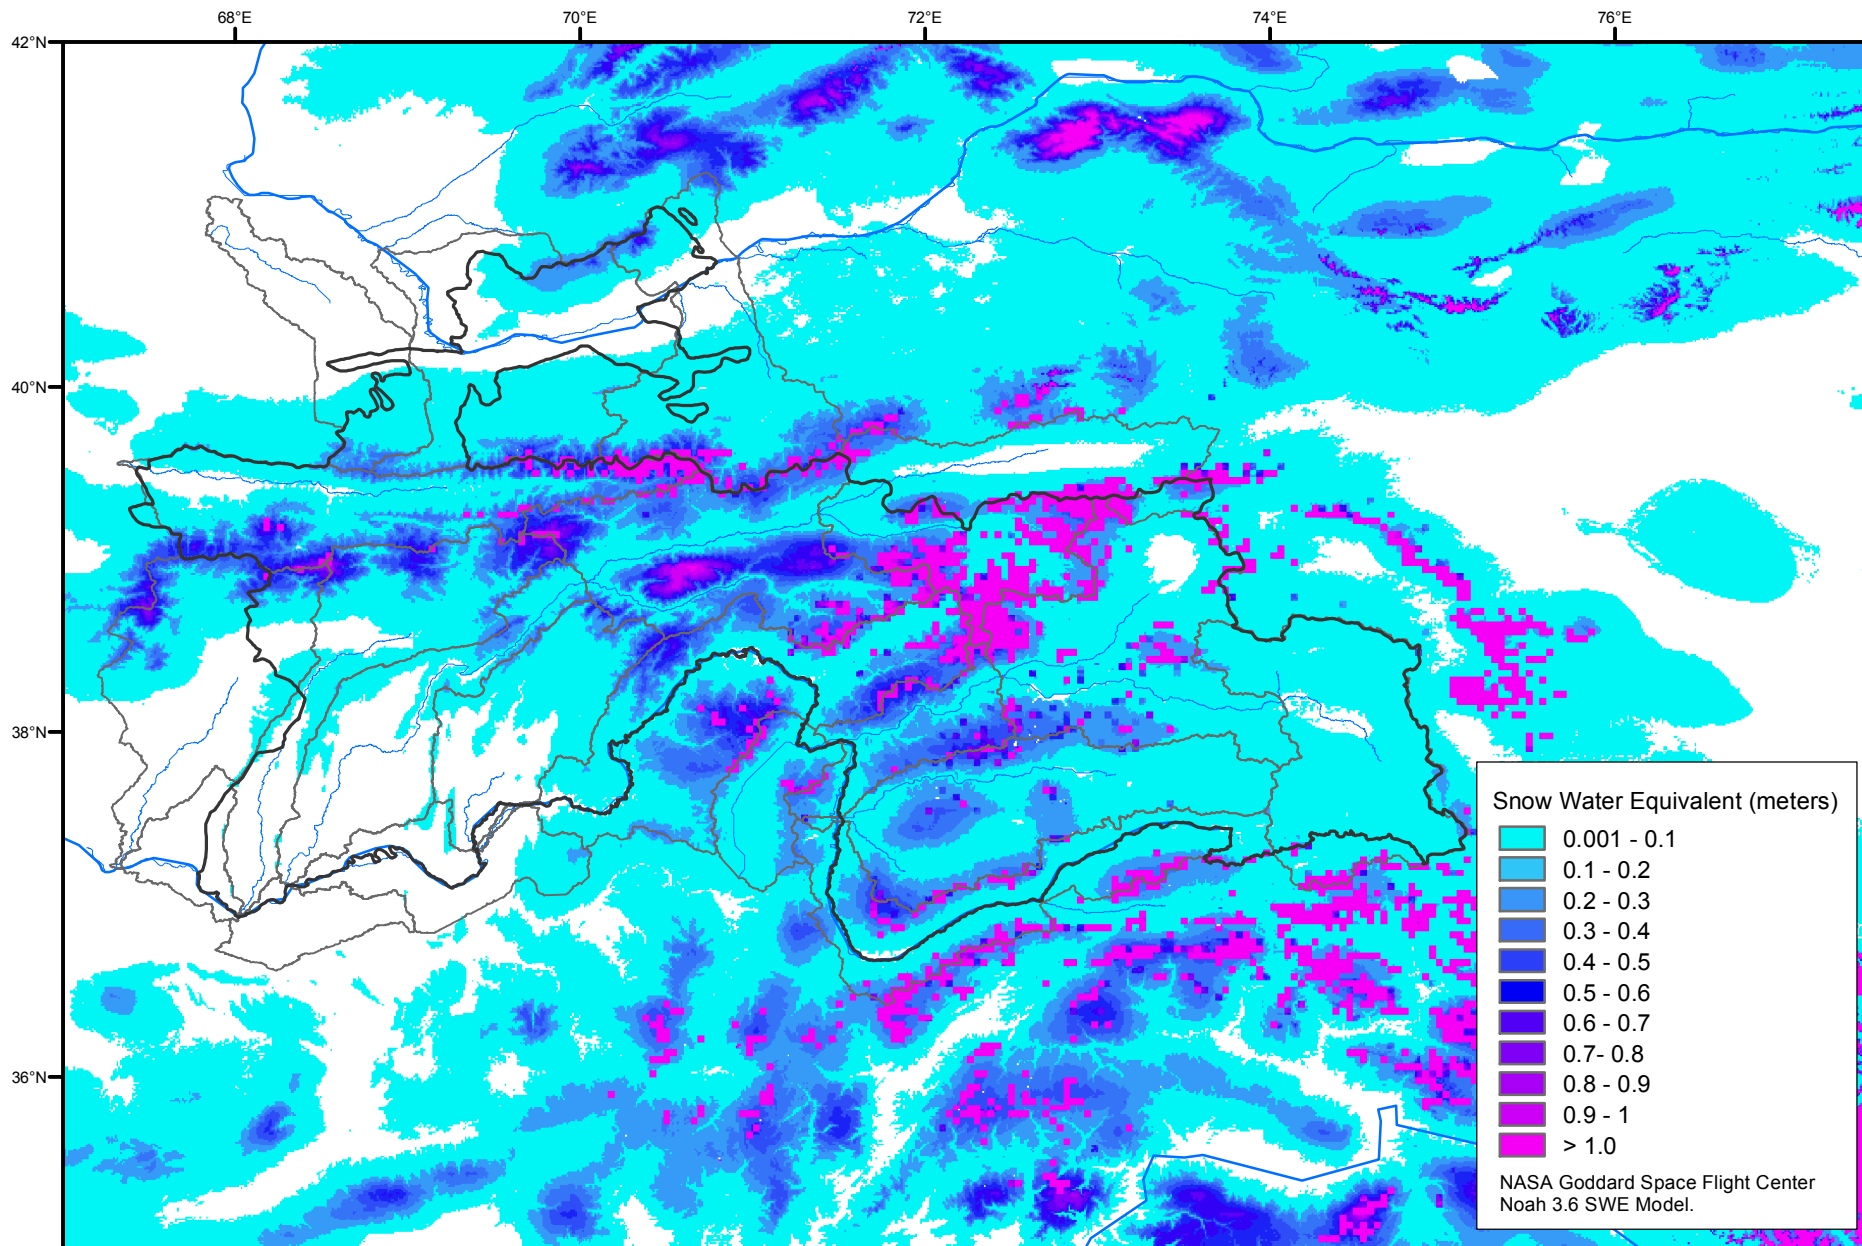 68°E 70°E 72°E 74°E 76°E
42°N
40°N
38°N
36°N
Snow Water Equivalent (meters)
0.001 - 0.1
0.1 - 0.2
0.2 - 0.3
0.3 - 0.4
0.4 - 0.5
0.5 - 0.6
0.6 - 0.7
0.7- 0.8
0.8 - 0.9
0.9 - 1
> 1.0
NASA Goddard Space Flight Center
Noah 3.6 SWE Model.